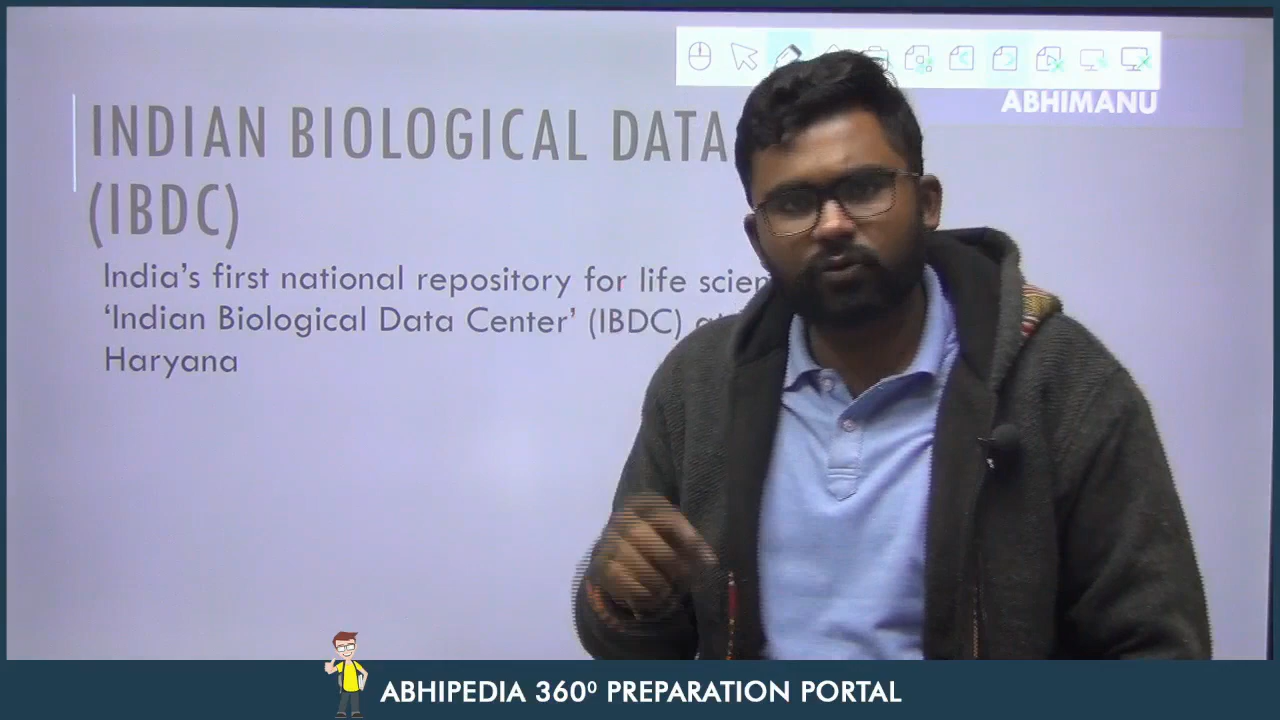 ABHIMANU
INDIAN BIOLOGICAL DATA
(IBDC)
India's first national repository for life
'Indian Biological Data Center' (IBDC)
Haryana
ABHIPEDIA 360⁰ PREPARATION PORTAL